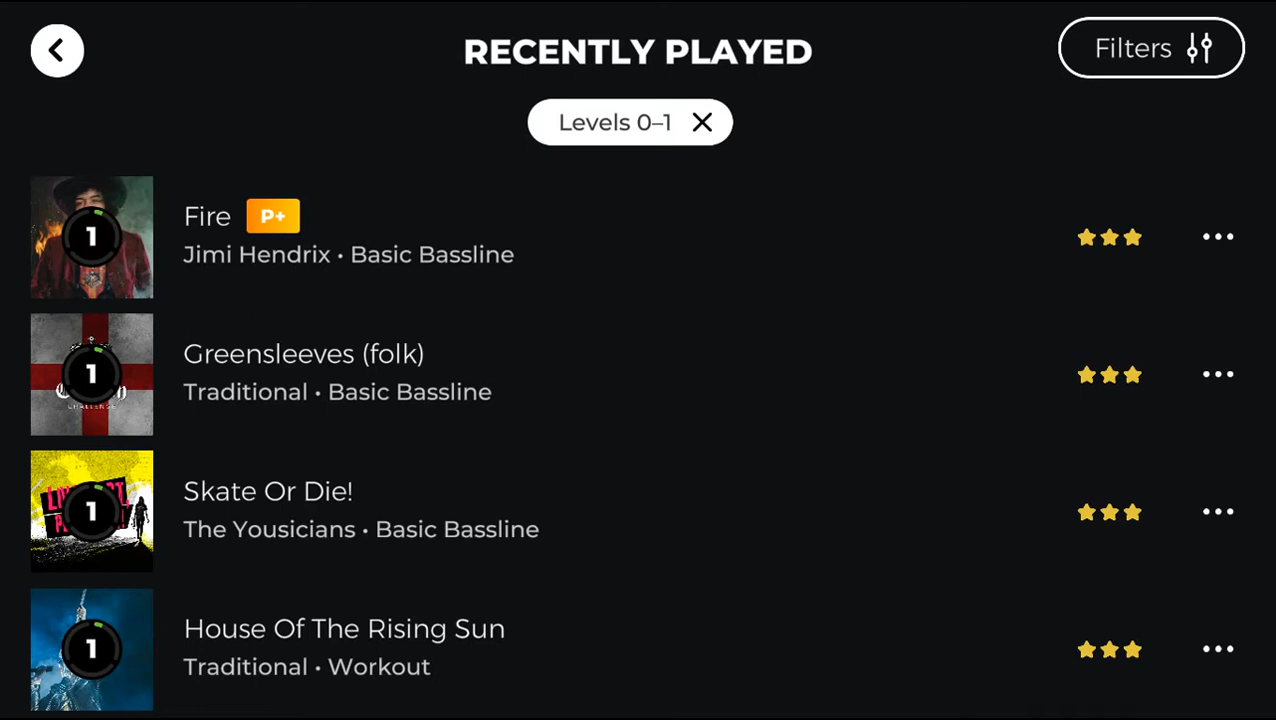 RECENTLY PLAYED
Filters
Levels 0–1
1
Fire P+
Jimi Hendrix • Basic Bassline
1
CHALLENGE
Greensleeves (folk)
Traditional • Basic Bassline
1
Skate Or Die!
The Yousicians • Basic Bassline
1
House Of The Rising Sun
Traditional • Workout